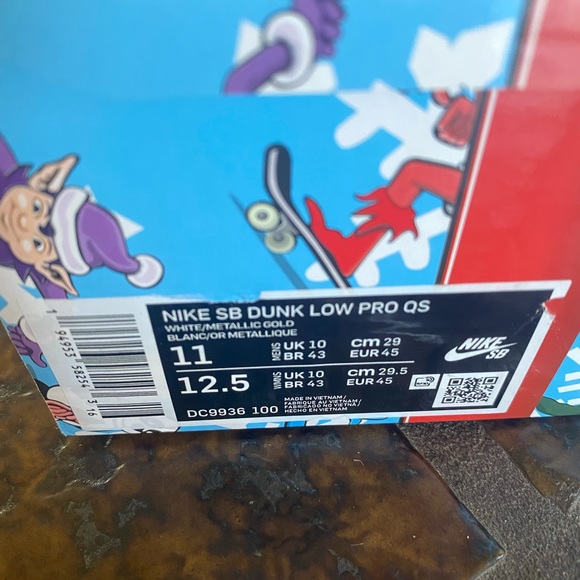 NIKE SB DUNK LOW PRO QS
WHITE/METALLIC GOLD
BLANC/OR METALLIQUE
11 MENS UK 10 cm 29
BR 43 EUR 45
12.5 WMNS UK 10 cm 29.5
BR 43 EUR 45
DC9936 100
MADE IN VIETNAM/
FABRIQUÉ AU VIETNAM/
FABRICADO NO VIETNÃ/
HECHO EN VIETNAM
NIKE SB